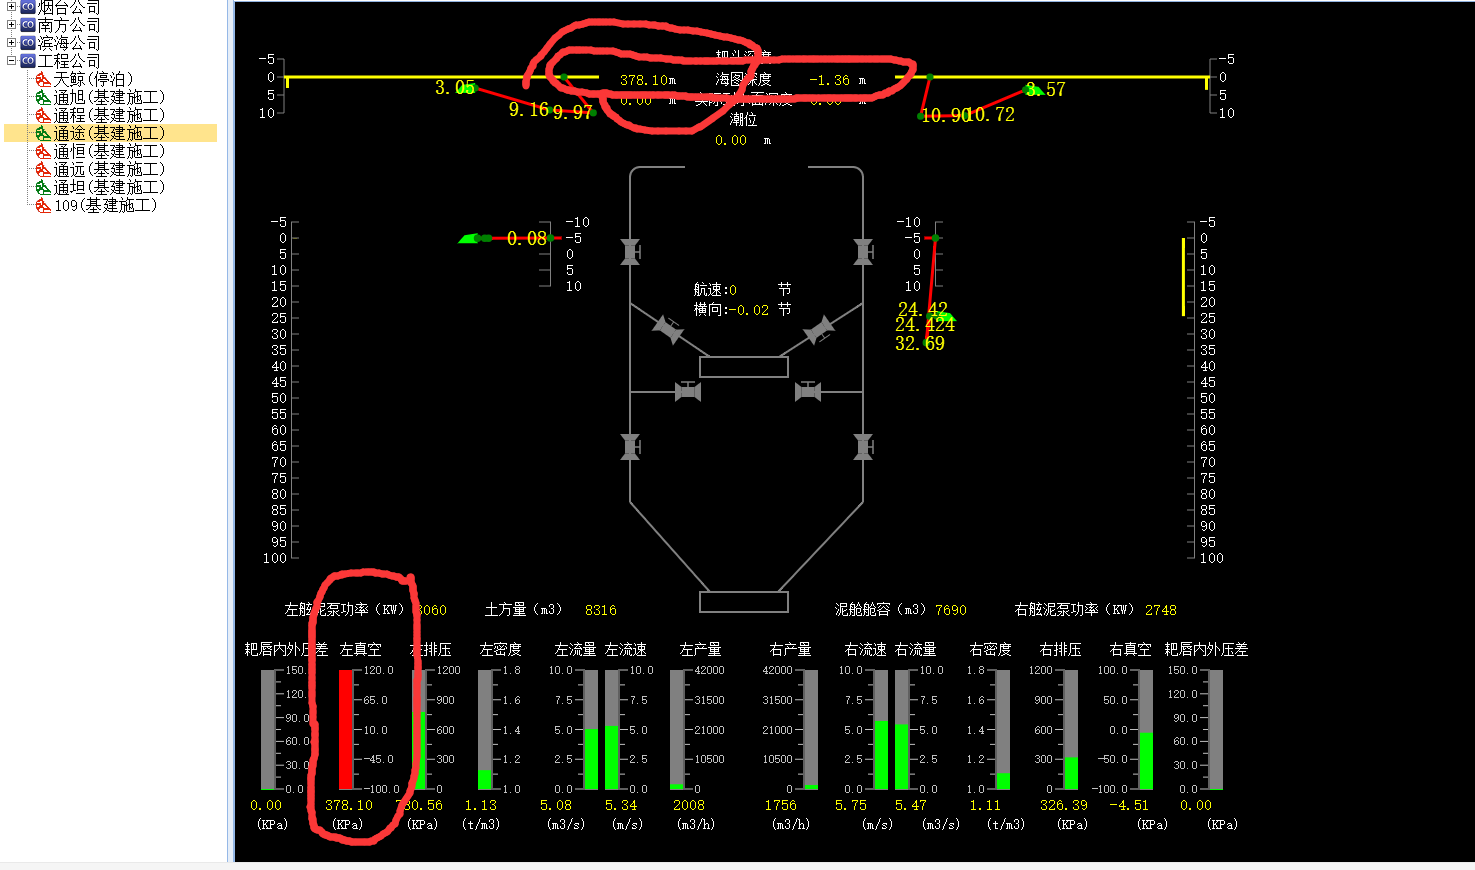 烟台公司
南方公司
滨海公司
工程公司
天鲸(停泊)
通旭(基建施工)
通程(基建施工)
通途(基建施工)
通恒(基建施工)
通远(基建施工)
通坦(基建施工)
109(基建施工)
-5
0
5
10
3.05
9.16
9.97
378.10m
海图深度
-1.36 m
0.00 m
0.00 m
潮位
0.00 m
10.90
10.72
3.57
-5
0
5
10
-5
0
5
10
15
20
25
30
35
40
45
50
55
60
65
70
75
80
85
90
95
100
0.08
-10
-5
0
5
10
航速:0 节
横向:-0.02 节
-10
-5
0
5
10
24.42
24.424
32.69
-5
0
5
10
15
20
25
30
35
40
45
50
55
60
65
70
75
80
85
90
95
100
左舷泥泵功率(KW) 060
土方量(m3) 8316
泥舱舱容(m3) 7690
右舷泥泵功率(KW) 2748
耙唇内外压差 左真空 左排压 左密度 左流量 左流速 左产量 右产量 右流速 右流量 右密度 右排压 右真空 耙唇内外压差
150. 120.0 1200 1.8 10.0 10.0 42000 42000 10.0 10.0 1.8 1200 100.0 150.0
120. 120.0
65.0 900 1.6 7.5 7.5 31500 31500 7.5 7.5 1.6 900 50.0
90.0 90.0
10.0 600 1.4 5.0 5.0 21000 21000 5.0 5.0 1.4 600 0.0
60.0 60.0
-45.0 300 1.2 2.5 2.5 10500 10500 2.5 2.5 1.2 300 -50.0
30.0 30.0
0.0 -100.0 0 1.0 0.0 0.0 0 0 0.0 0.0 1.0 0 -100.0 0.0
0.00 378.10 0.56 1.13 5.08 5.34 2008 1756 5.75 5.47 1.11 326.39 -4.51 0.00
(KPa) (KPa) (KPa) (t/m3) (m3/s) (m/s) (m3/h) (m3/h) (m/s) (m3/s) (t/m3) (KPa) (KPa) (KPa)